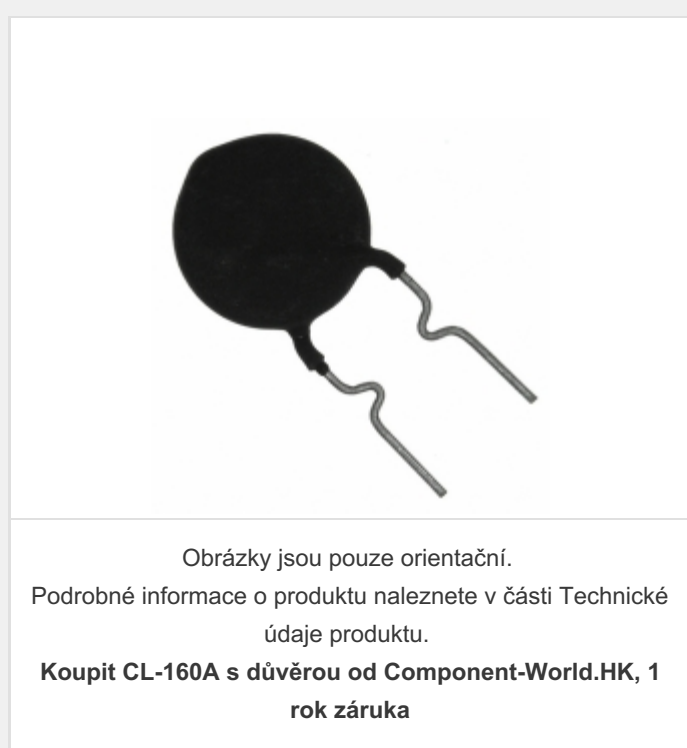 Obrázky jsou pouze orientační.
Podrobné informace o produktu naleznete v části Technické
údaje produktu.
Koupit CL-160A s důvěrou od Component-World.HK, 1
rok záruka